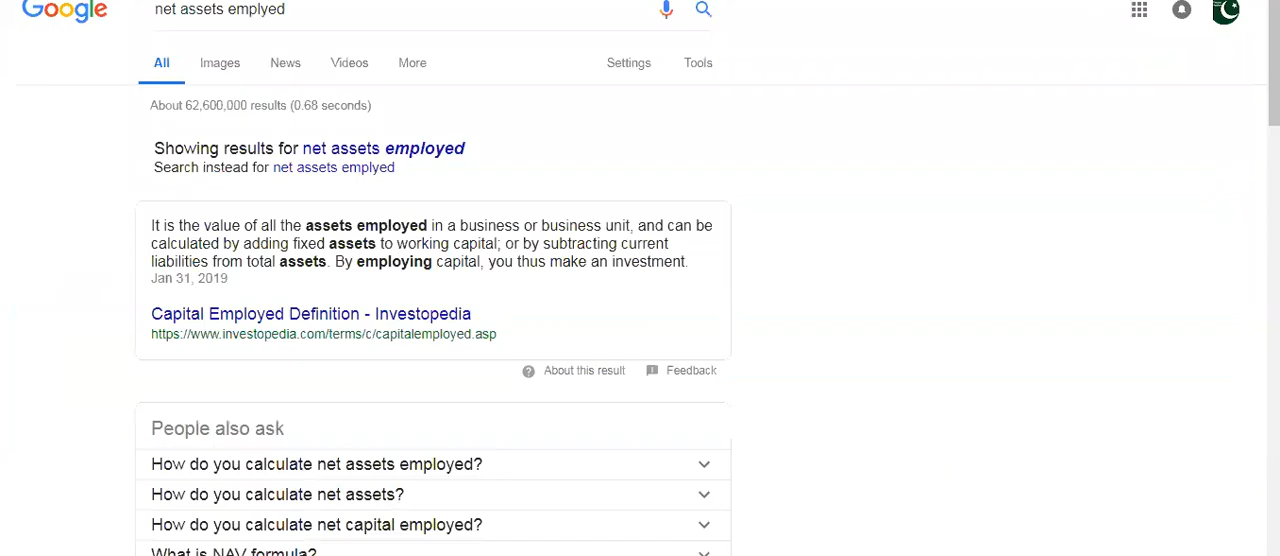 Google
net assets emplyed
All Images News Videos More Settings Tools
About 62,600,000 results (0.68 seconds)
Showing results for net assets employed
Search instead for net assets emplyed
It is the value of all the assets employed in a business or business unit, and can be
calculated by adding fixed assets to working capital; or by subtracting current
liabilities from total assets. By employing capital, you thus make an investment.
Jan 31, 2019
Capital Employed Definition - Investopedia
https://www.investopedia.com/terms/c/capitalemployed.asp
About this result Feedback
People also ask
How do you calculate net assets employed?
How do you calculate net assets?
How do you calculate net capital employed?
What is NAV formula?